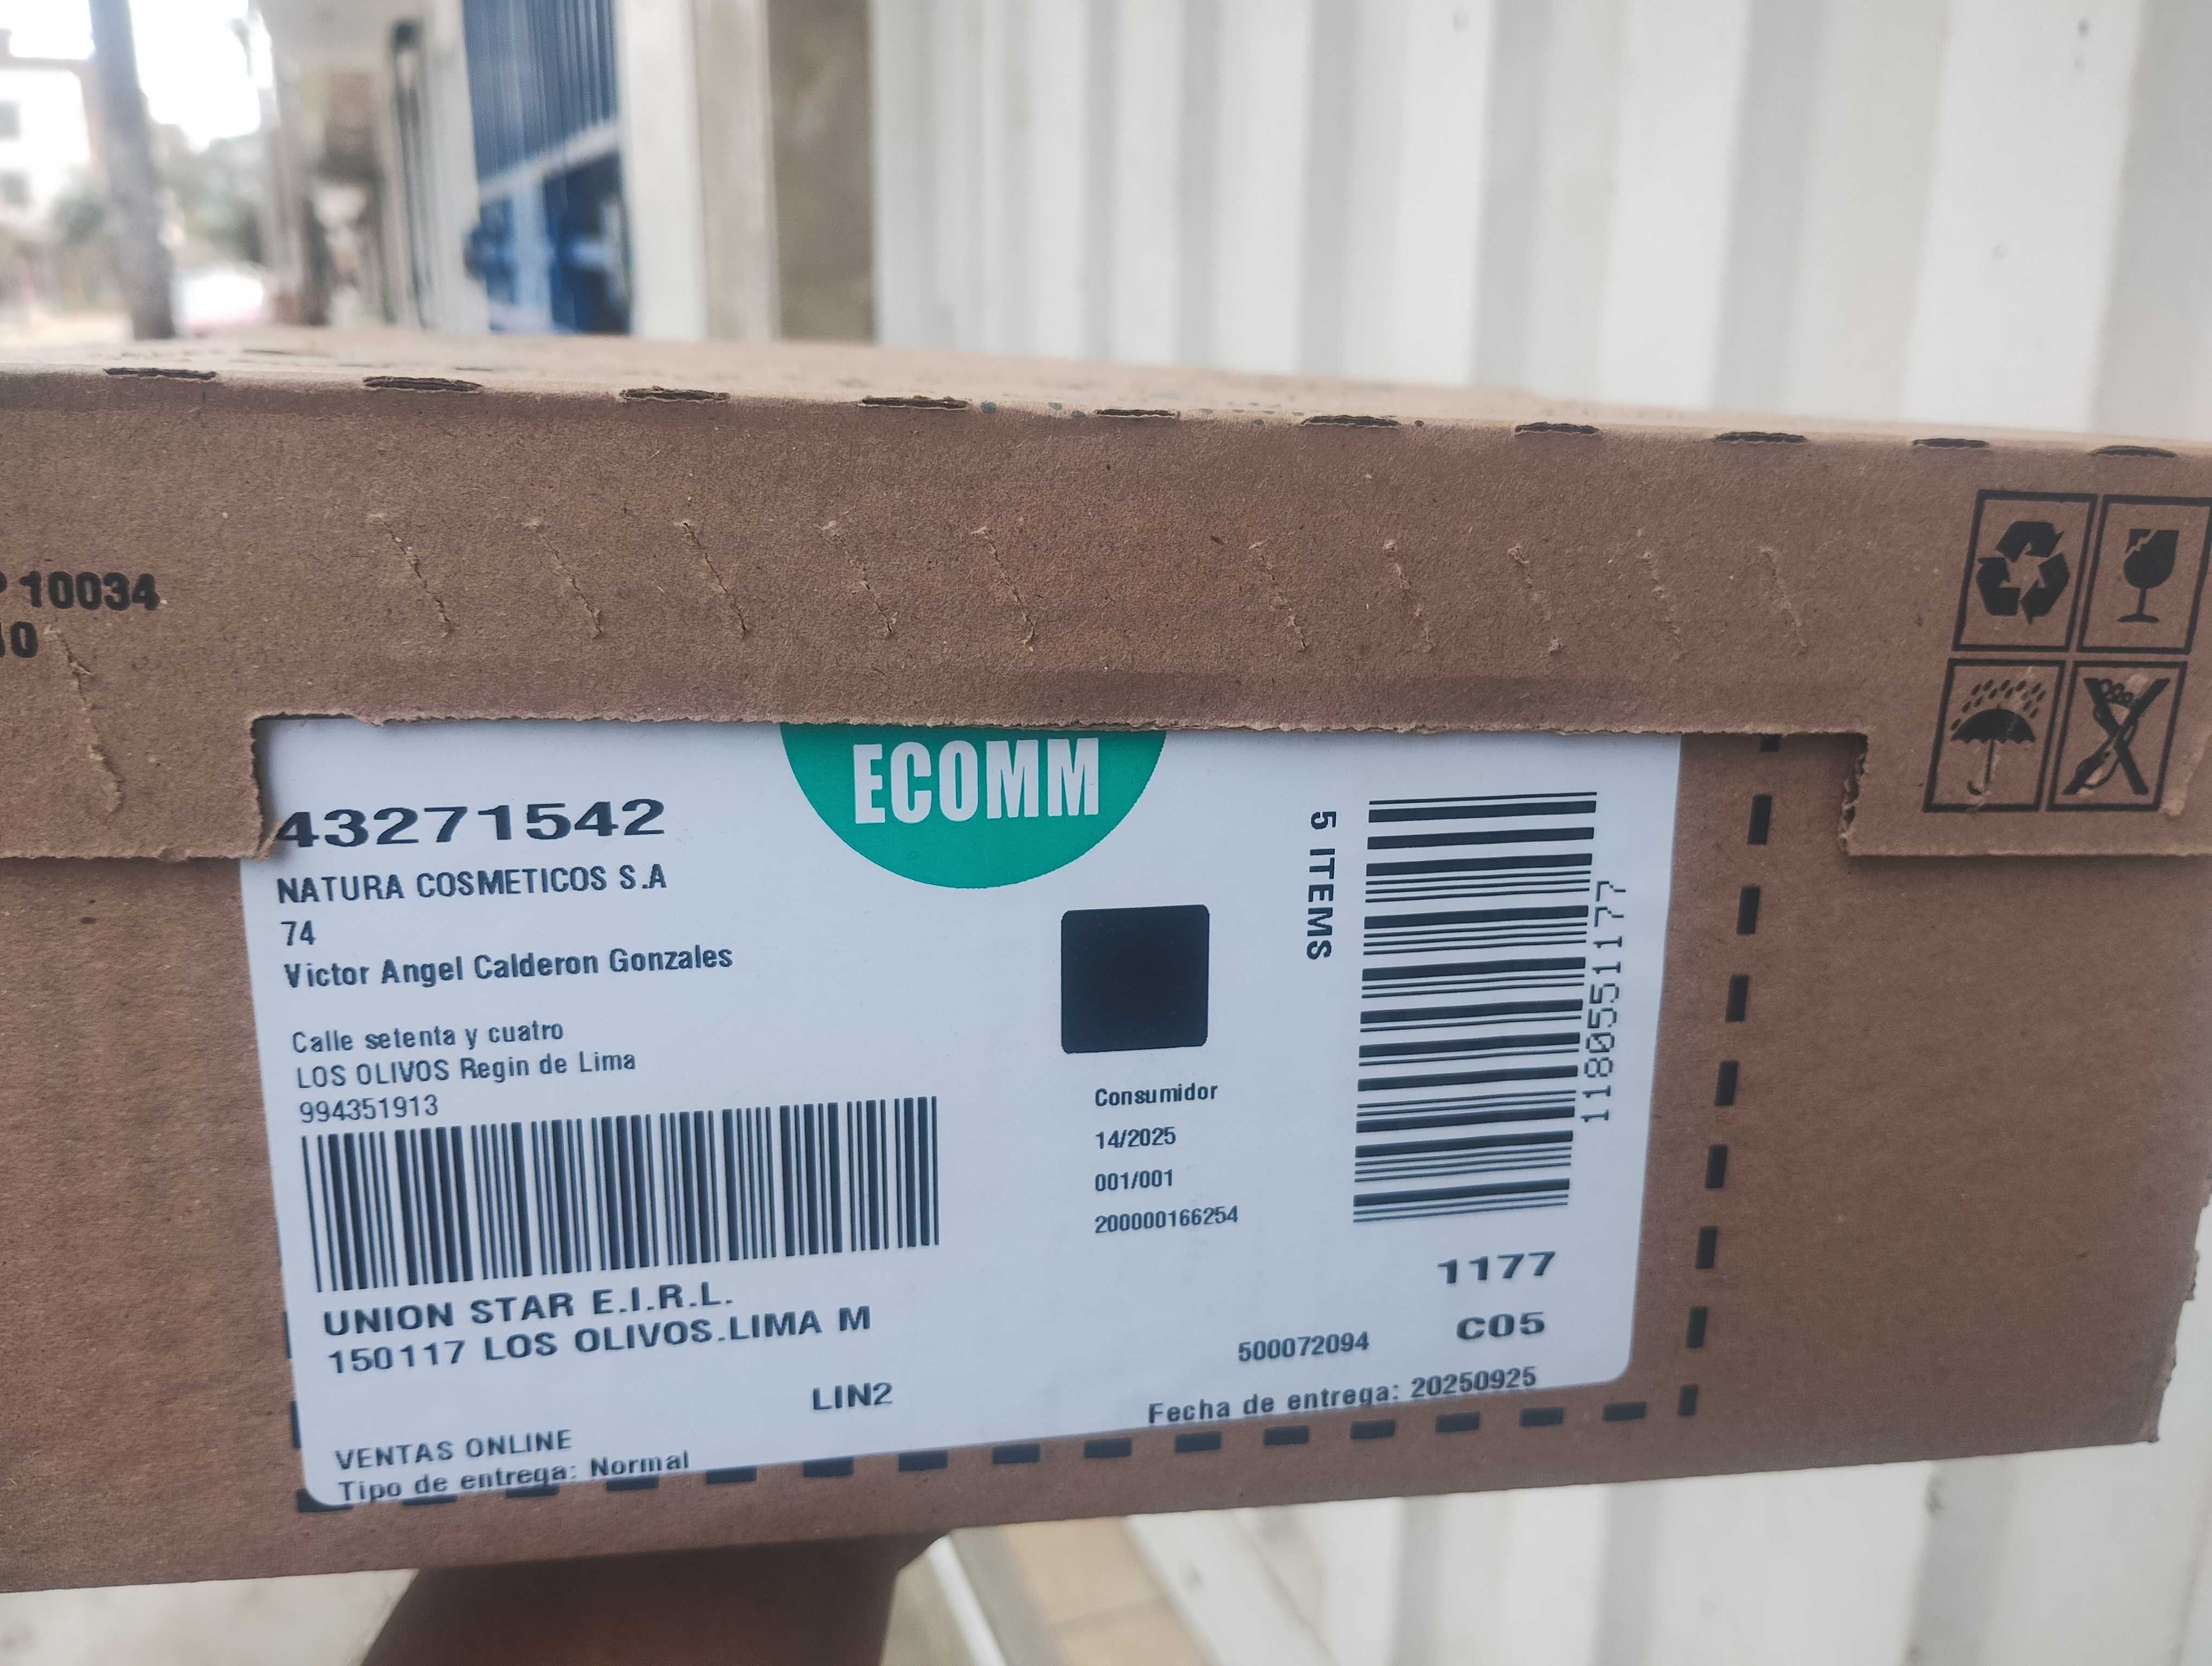 10034
10
ECOMM
43271542
NATURA COSMETICOS S.A
74
Victor Angel Calderon Gonzales
Calle setenta y cuatro
LOS OLIVOS Regin de Lima
994351913
UNION STAR E.I.R.L.
150117 LOS OLIVOS.LIMA M
LIN2
VENTAS ONLINE
Tipo de entrega: Normal
Consumidor
14/2025
001/001
200000166254
5 ITEMS
1180551177
1177
C05
500072094
Fecha de entrega: 20250925